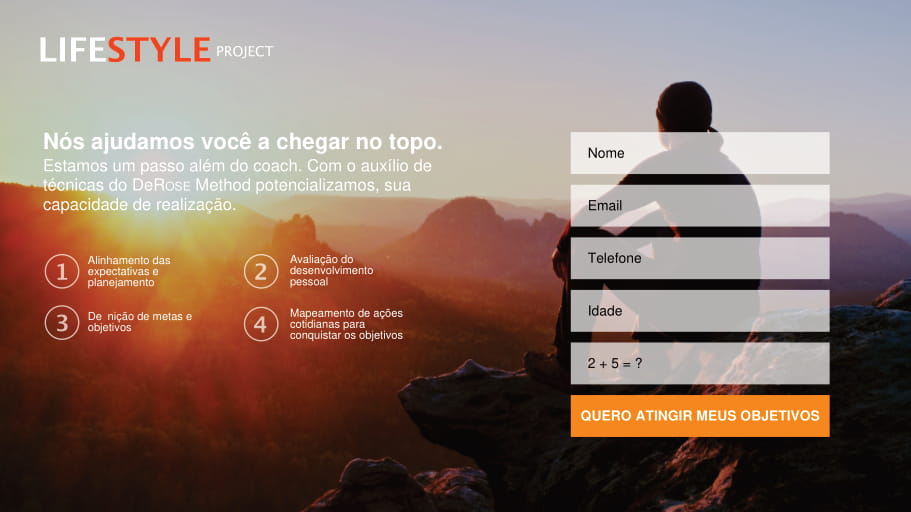 LIFESTYLE PROJECT
Nós ajudamos você a chegar no topo.
Estamos um passo além do coach. Com o auxílio de
técnicas do DeRose Method potencializamos, sua
capacidade de realização.
1 Alinhamento das
expectativas e
planejamento
2 Avaliação do
desenvolvimento
pessoal
3 De nição de metas e
objetivos
4 Mapeamento de ações
cotidianas para
conquistar os objetivos
Nome
Email
Telefone
Idade
2 + 5 = ?
QUERO ATINGIR MEUS OBJETIVOS